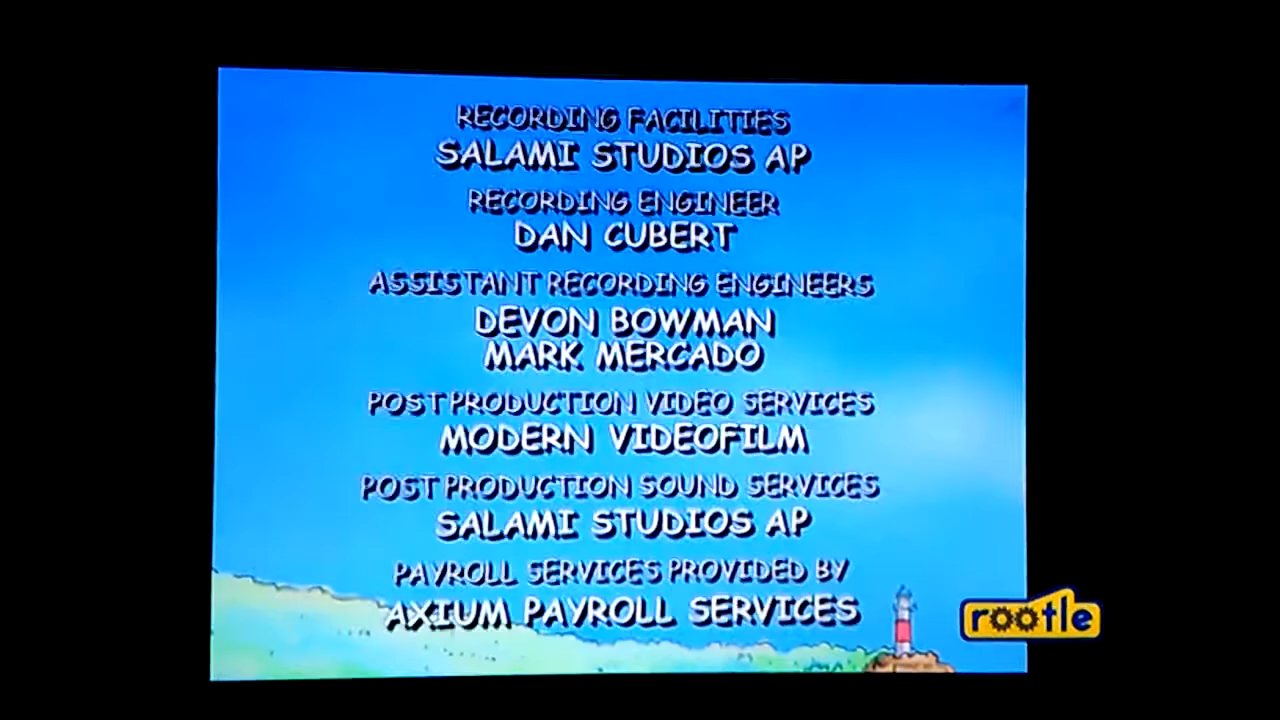 RECORDING FACILITIES
SALAMI STUDIOS AP
RECORDING ENGINEER
DAN CUBERT
ASSISTANT RECORDING ENGINEERS
DEVON BOWMAN
MARK MERCADO
POST PRODUCTION VIDEO SERVICES
MODERN VIDEOFILM
POST PRODUCTION SOUND SERVICES
SALAMI STUDIOS AP
PAYROLL SERVICES PROVIDED BY
AXIUM PAYROLL SERVICES
rootle